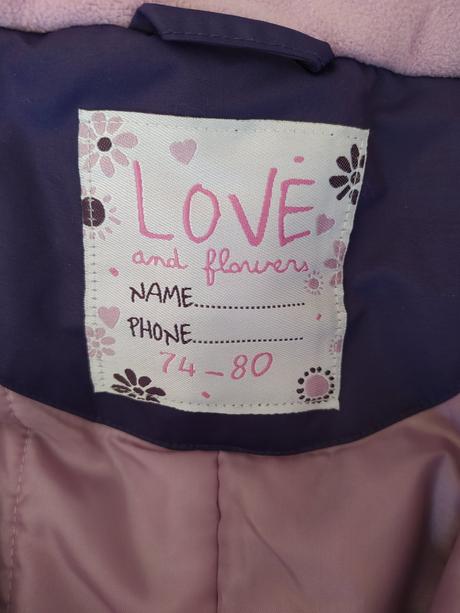 LOVE
and flowers
NAME......................
PHONE......................
74-80